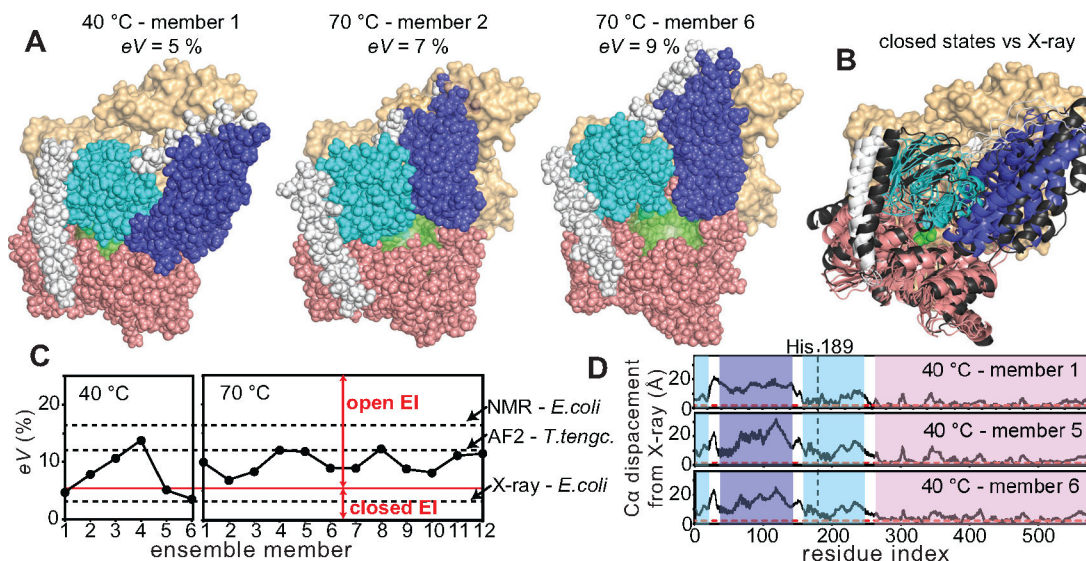 A
40 °C - member 1
eV = 5 %
70 °C - member 2
eV = 7 %
70 °C - member 6
eV = 9 %
B
closed states vs X-ray
C
40 °C
70 °C
open EI
closed EI
NMR - E.coli
AF2 - T.tengc.
X-ray - E.coli
eV (%)
20
10
0
1 2 3 4 5 6
1 2 3 4 5 6 7 8 9 10 11 12
ensemble member
D
His 189
40 °C - member 1
40 °C - member 5
40 °C - member 6
Cα dispacement
from X-ray (Å)
20
0
20
0
20
0
0 100 200 300 400 500
residue index